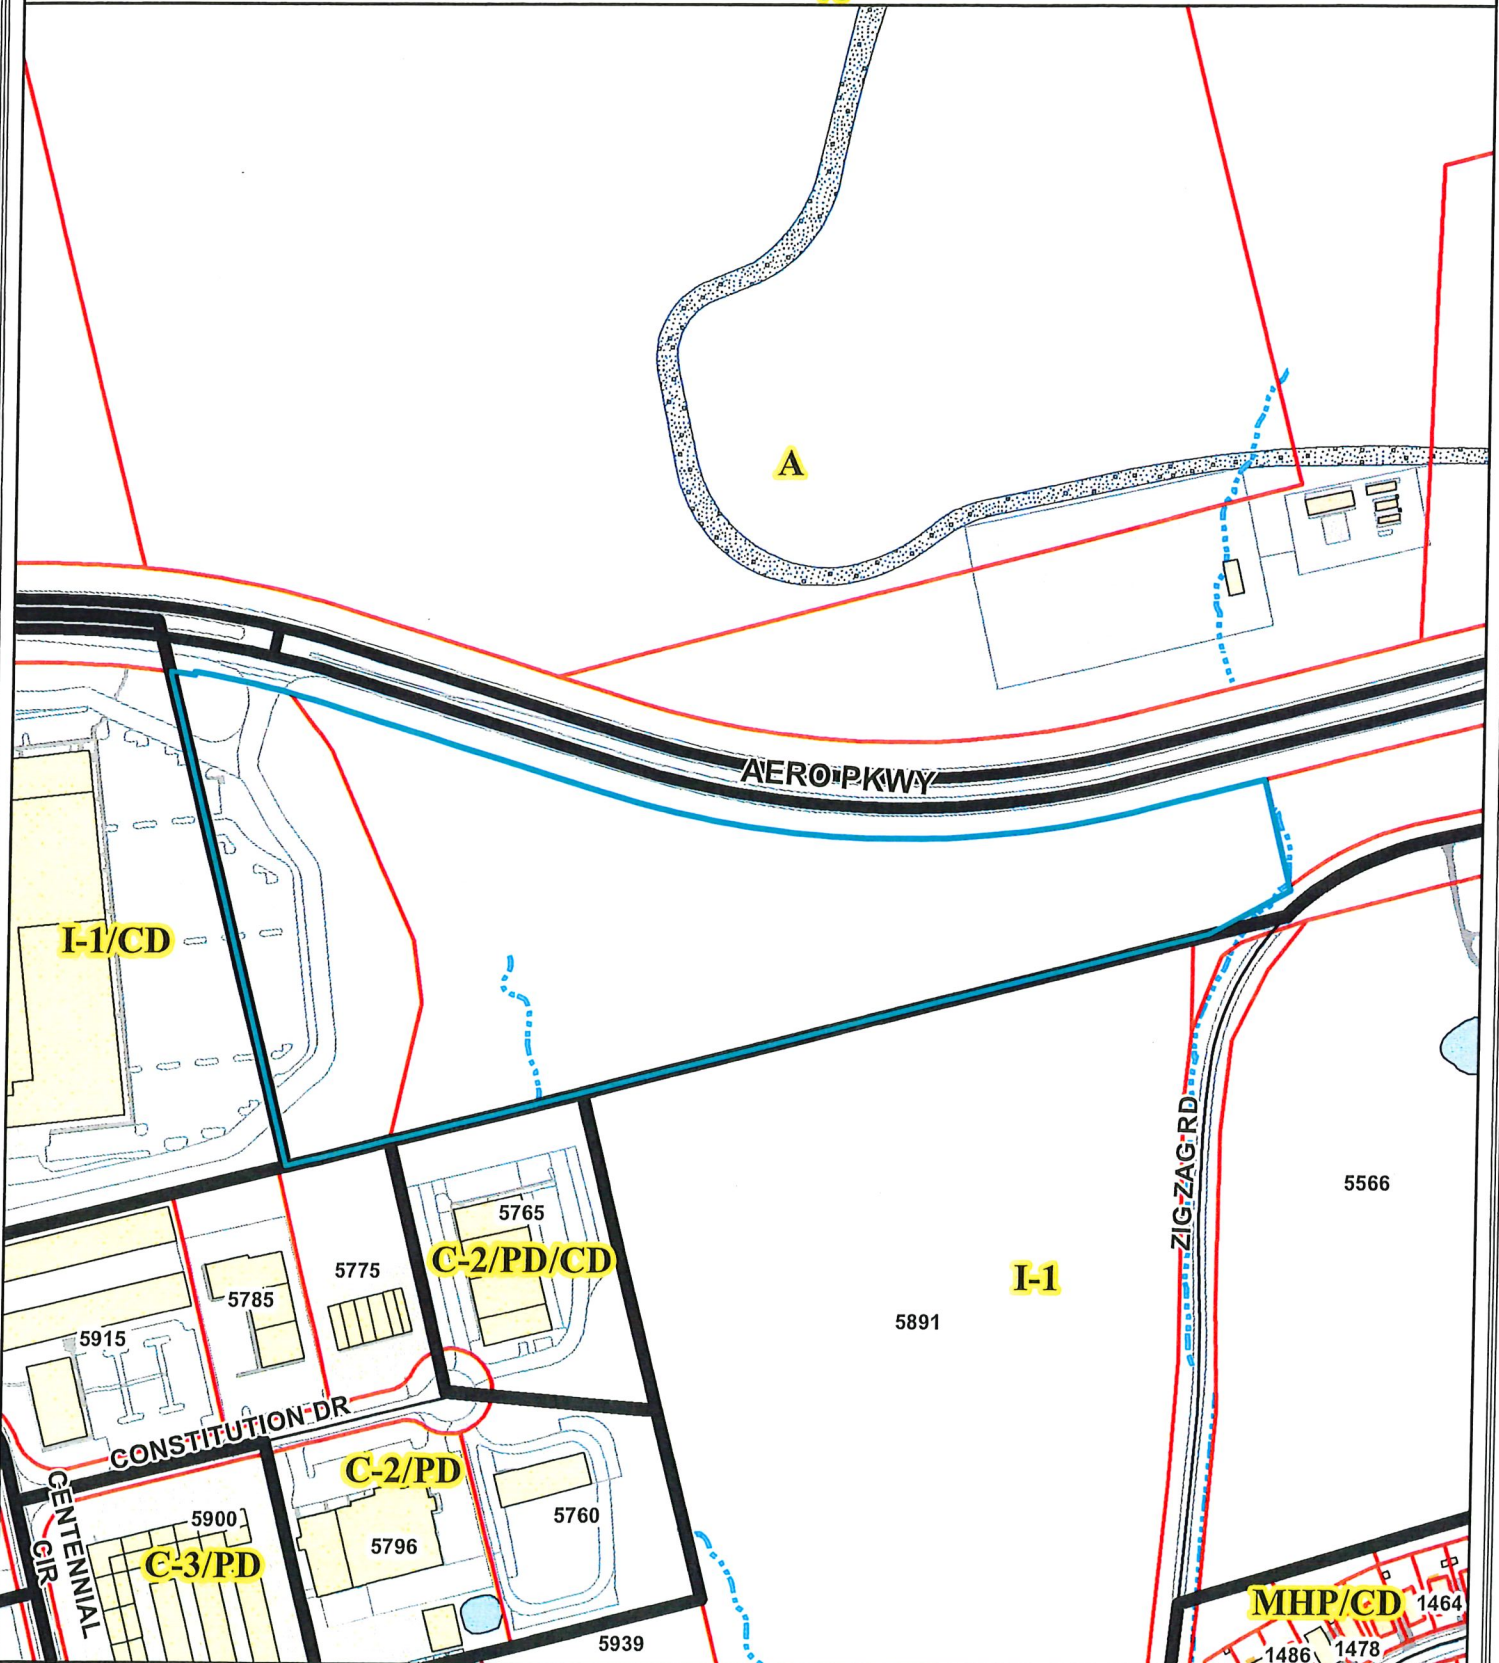 A
AERO PKWY
I-1/CD
ZIG ZAG RD
5566
5765
C-2/PD/CD
5775
I-1
5785
5891
5915
CONSTITUTION DR
C-2/PD
CENTENNIAL
CIR
5900
5760
5796
C-3/PD
MHP/CD
1464
5939
1486
1478